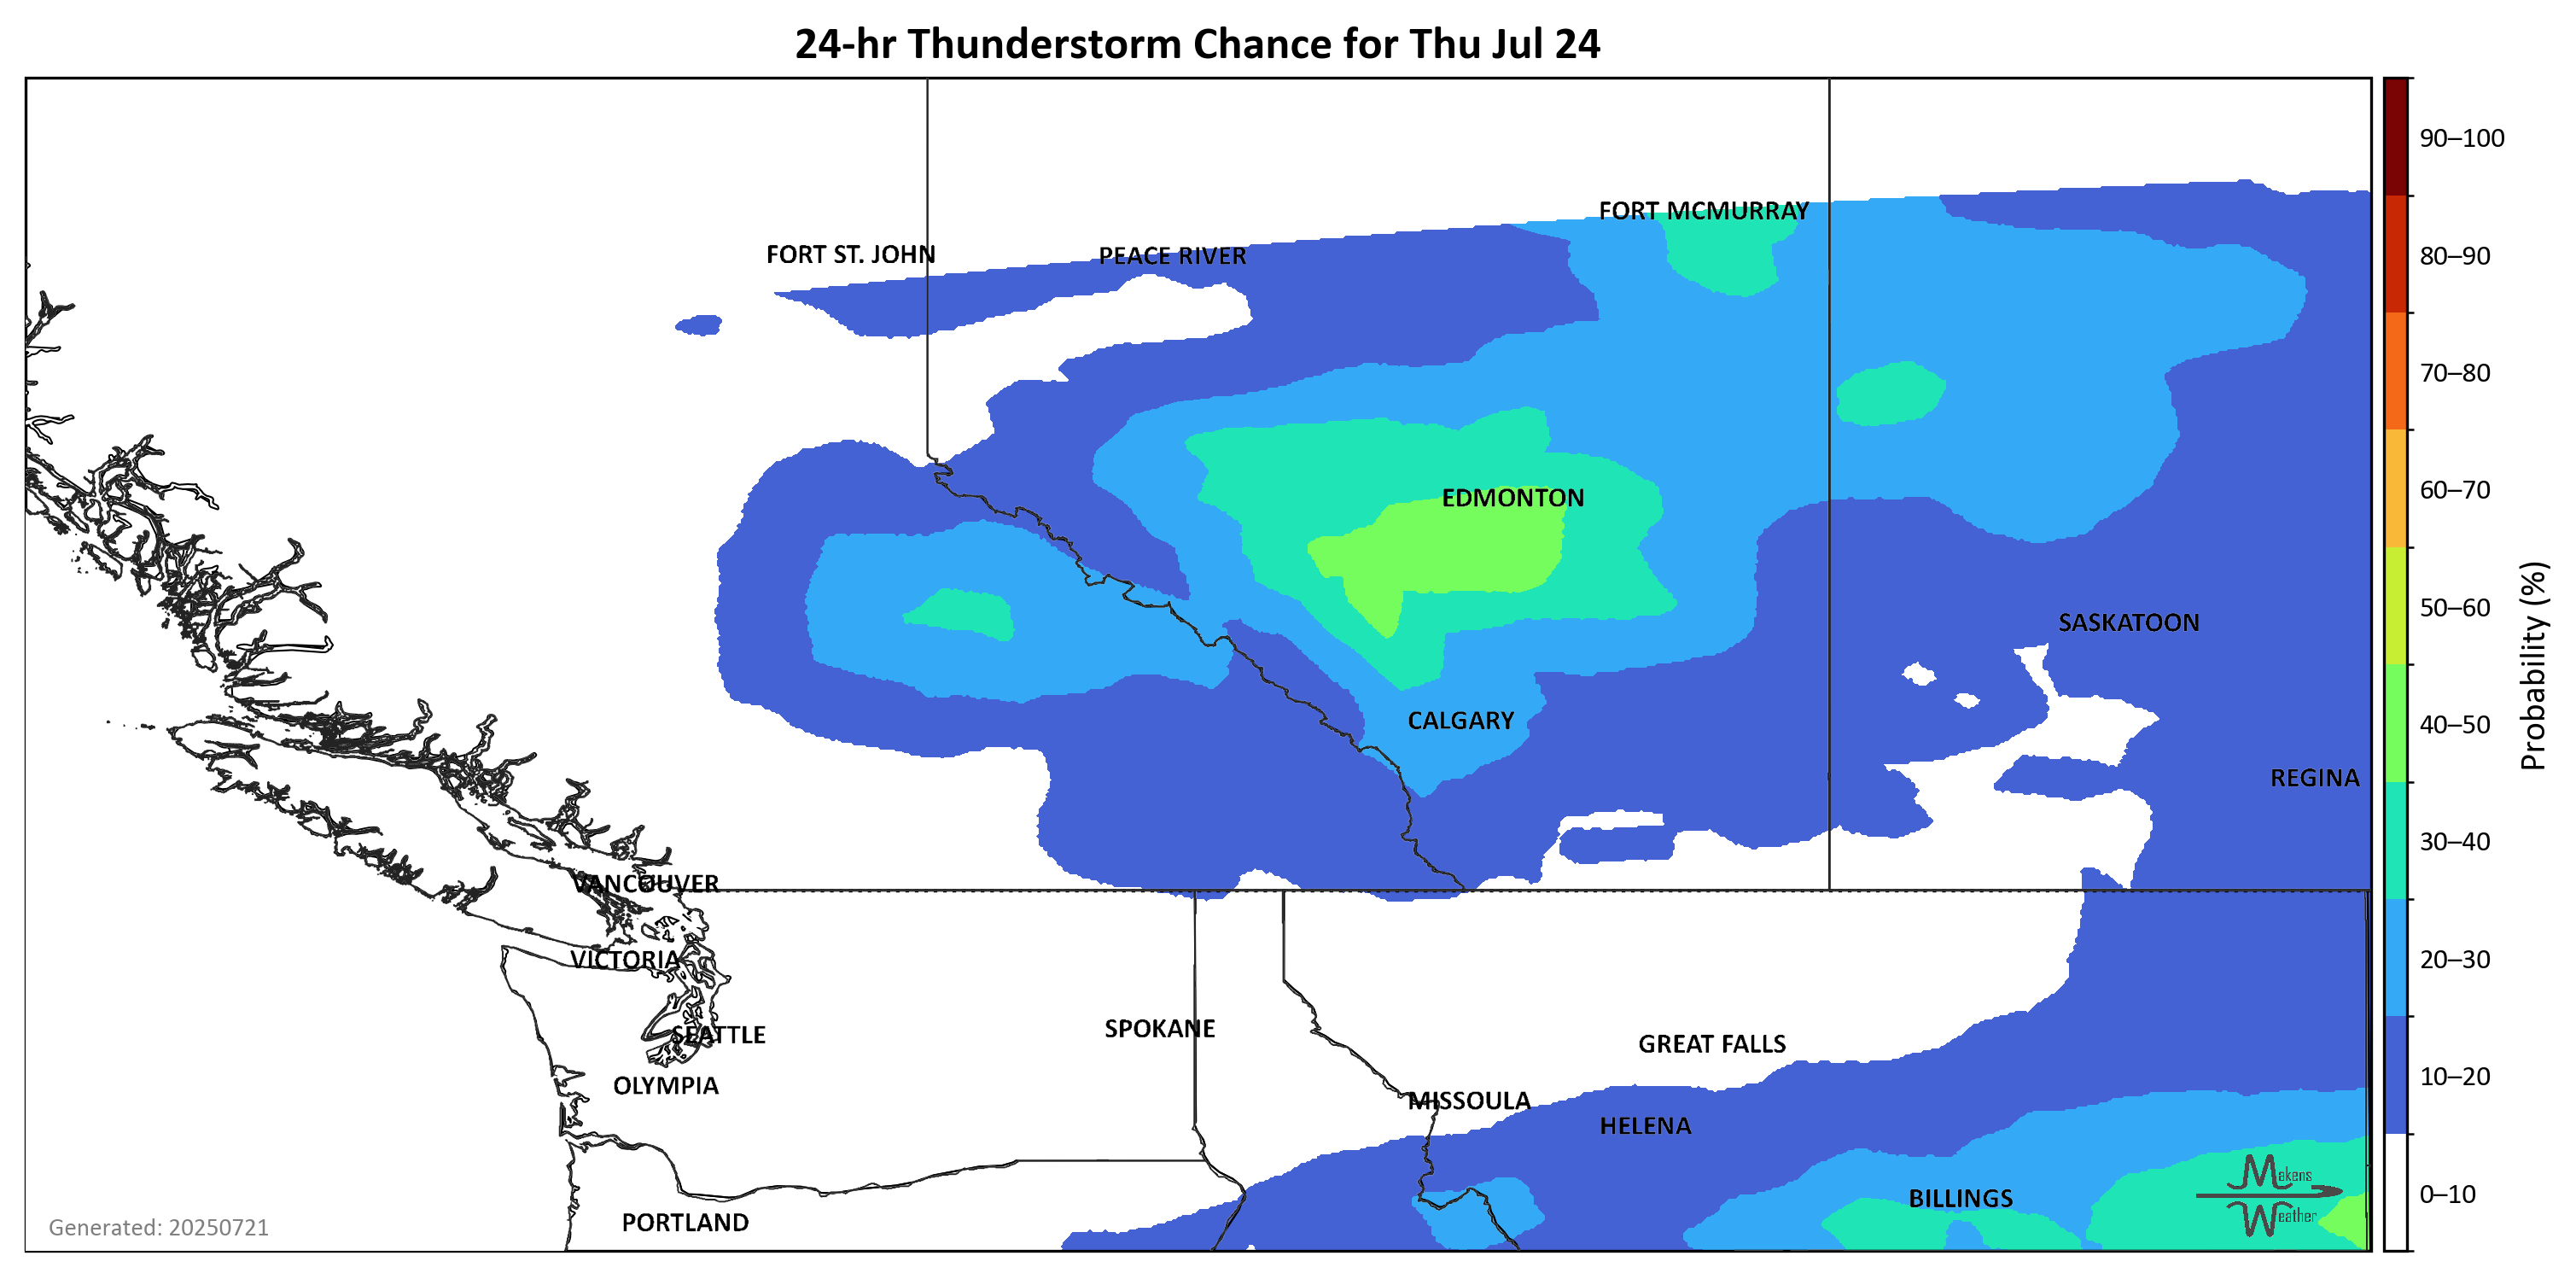 24-hr Thunderstorm Chance for Thu Jul 24
90–100
FORT MCMURRAY
FORT ST. JOHN
PEACE RIVER
80–90
70–80
60–70
EDMONTON
50–60
SASKATOON
CALGARY
40–50
REGINA
Probability (%)
30–40
VANCOUVER
VICTORIA
20–30
SPOKANE
SEATTLE
GREAT FALLS
10–20
OLYMPIA
MISSOULA
HELENA
Makens
Weather
BILLINGS
0–10
PORTLAND
Generated: 20250721